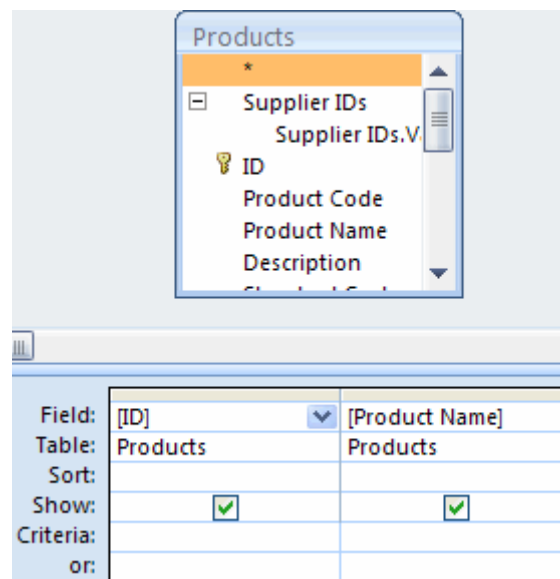 Products
*
Supplier IDs
Supplier IDs.V
ID
Product Code
Product Name
Description
Field: [ID] [Product Name]
Table: Products Products
Sort:
Show:
Criteria:
or: